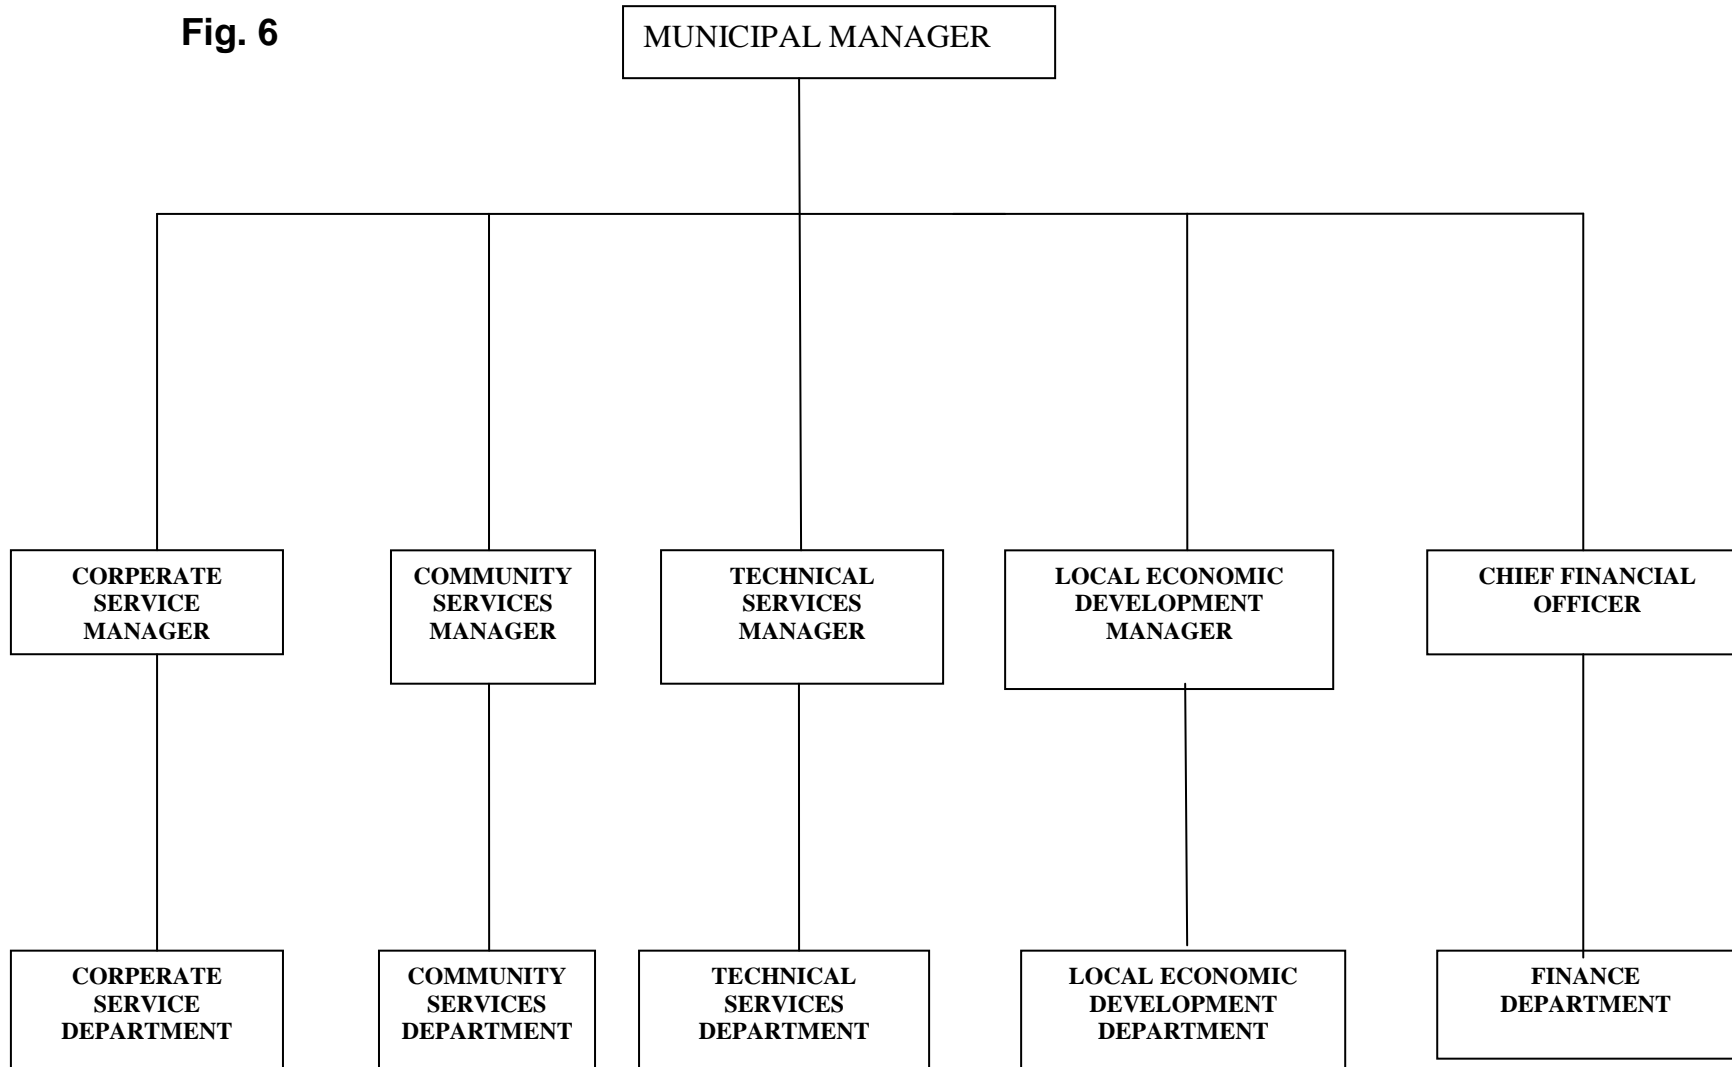 Fig. 6
MUNICIPAL MANAGER
CORPERATE
SERVICE
MANAGER
COMMUNITY
SERVICES
MANAGER
TECHNICAL
SERVICES
MANAGER
LOCAL ECONOMIC
DEVELOPMENT
MANAGER
CHIEF FINANCIAL
OFFICER
CORPERATE
SERVICE
DEPARTMENT
COMMUNITY
SERVICES
DEPARTMENT
TECHNICAL
SERVICES
DEPARTMENT
LOCAL ECONOMIC
DEVELOPMENT
DEPARTMENT
FINANCE
DEPARTMENT